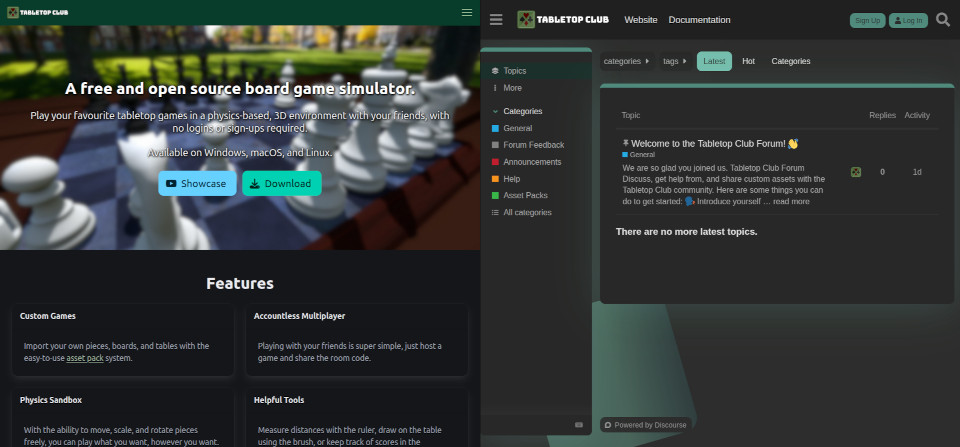 TABLETOP CLUB
A free and open source board game simulator.
Play your favourite tabletop games in a physics-based, 3D environment with your friends, with
no logins or sign-ups required.
Available on Windows, macOS, and Linux.
Showcase
Download
Features
Custom Games
Import your own pieces, boards, and tables with the
easy-to-use asset pack system.
Accountless Multiplayer
Playing with your friends is super simple, just host a
game and share the room code.
Physics Sandbox
With the ability to move, scale, and rotate pieces
freely, you can play what you want, however you want.
Helpful Tools
Measure distances with the ruler, draw on the table
using the brush, or keep track of scores in the
TABLETOP CLUB
Website
Documentation
Sign Up
Log In
Topics
More
Categories
General
Forum Feedback
Announcements
Help
Asset Packs
All categories
categories
tags
Latest
Hot
Categories
Topic
Replies
Activity
Welcome to the Tabletop Club Forum! 👋
General
We are so glad you joined us. Tabletop Club Forum
Discuss, get help from, and share custom assets with the
Tabletop Club community. Here are some things you can
do to get started: 🗣 Introduce yourself … read more
0
1d
There are no more latest topics.
Powered by Discourse